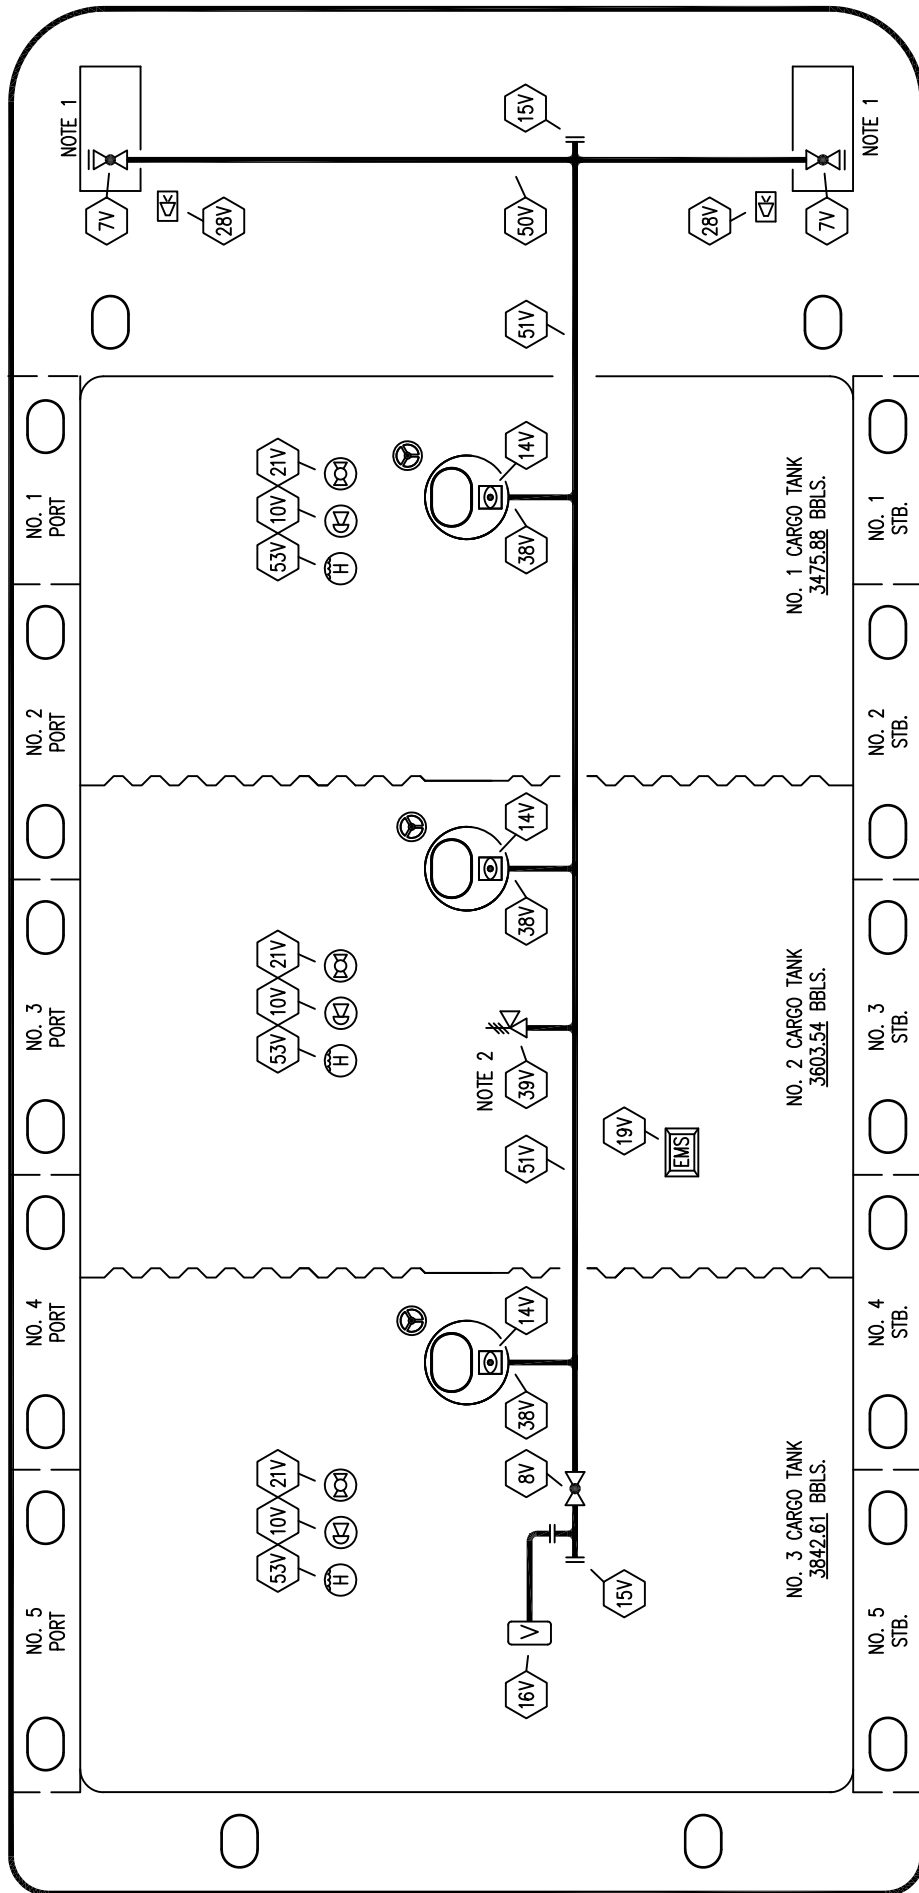 NO. 5
PORT
NO. 4
PORT
NO. 3
PORT
NO. 2
PORT
NO. 1
PORT
NOTE 1
7V
28V
53V
10V
21V
H
53V
10V
21V
H
53V
10V
21V
H
NOTE 2
16V
V
8V
38V
14V
51V
39V
38V
14V
38V
14V
51V
50V
15V
15V
19V
EMS
28V
7V
NOTE 1
NO. 3 CARGO TANK
3842.61 BBLS.
NO. 2 CARGO TANK
3603.54 BBLS.
NO. 1 CARGO TANK
3475.88 BBLS.
NO. 5
STB.
NO. 4
STB.
NO. 3
STB.
NO. 2
STB.
NO. 1
STB.